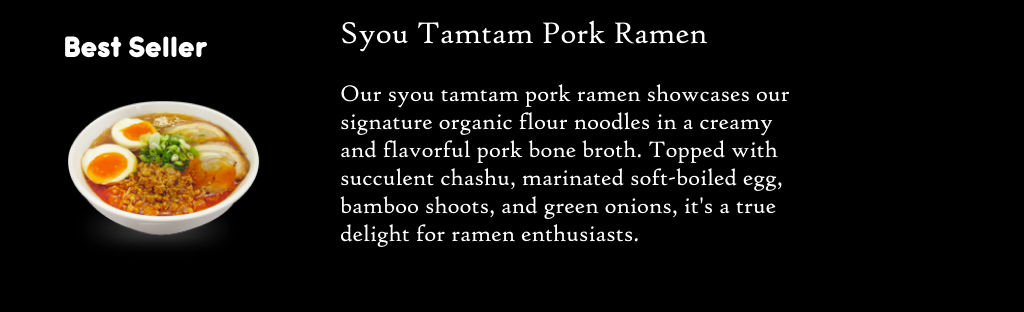 Best Seller
Syou Tamtam Pork Ramen
Our syou tamtam pork ramen showcases our
signature organic flour noodles in a creamy
and flavorful pork bone broth. Topped with
succulent chashu, marinated soft-boiled egg,
bamboo shoots, and green onions, it's a true
delight for ramen enthusiasts.